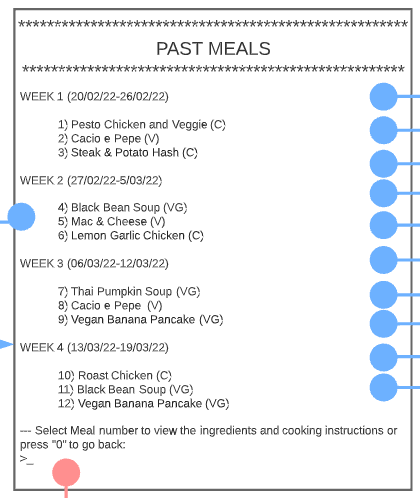 ************************************************************
PAST MEALS
************************************************************
WEEK 1 (20/02/22-26/02/22)
1) Pesto Chicken and Veggie (C)
2) Cacio e Pepe (V)
3) Steak & Potato Hash (C)
WEEK 2 (27/02/22-5/03/22)
4) Black Bean Soup (VG)
5) Mac & Cheese (V)
6) Lemon Garlic Chicken (C)
WEEK 3 (06/03/22-12/03/22)
7) Thai Pumpkin Soup (VG)
8) Cacio e Pepe  (V)
9) Vegan Banana Pancake (VG)
WEEK 4 (13/03/22-19/03/22)
10) Roast Chicken (C)
11) Black Bean Soup (VG)
12) Vegan Banana Pancake (VG)
--- Select Meal number to view the ingredients and cooking instructions or
press "0" to go back:
>_